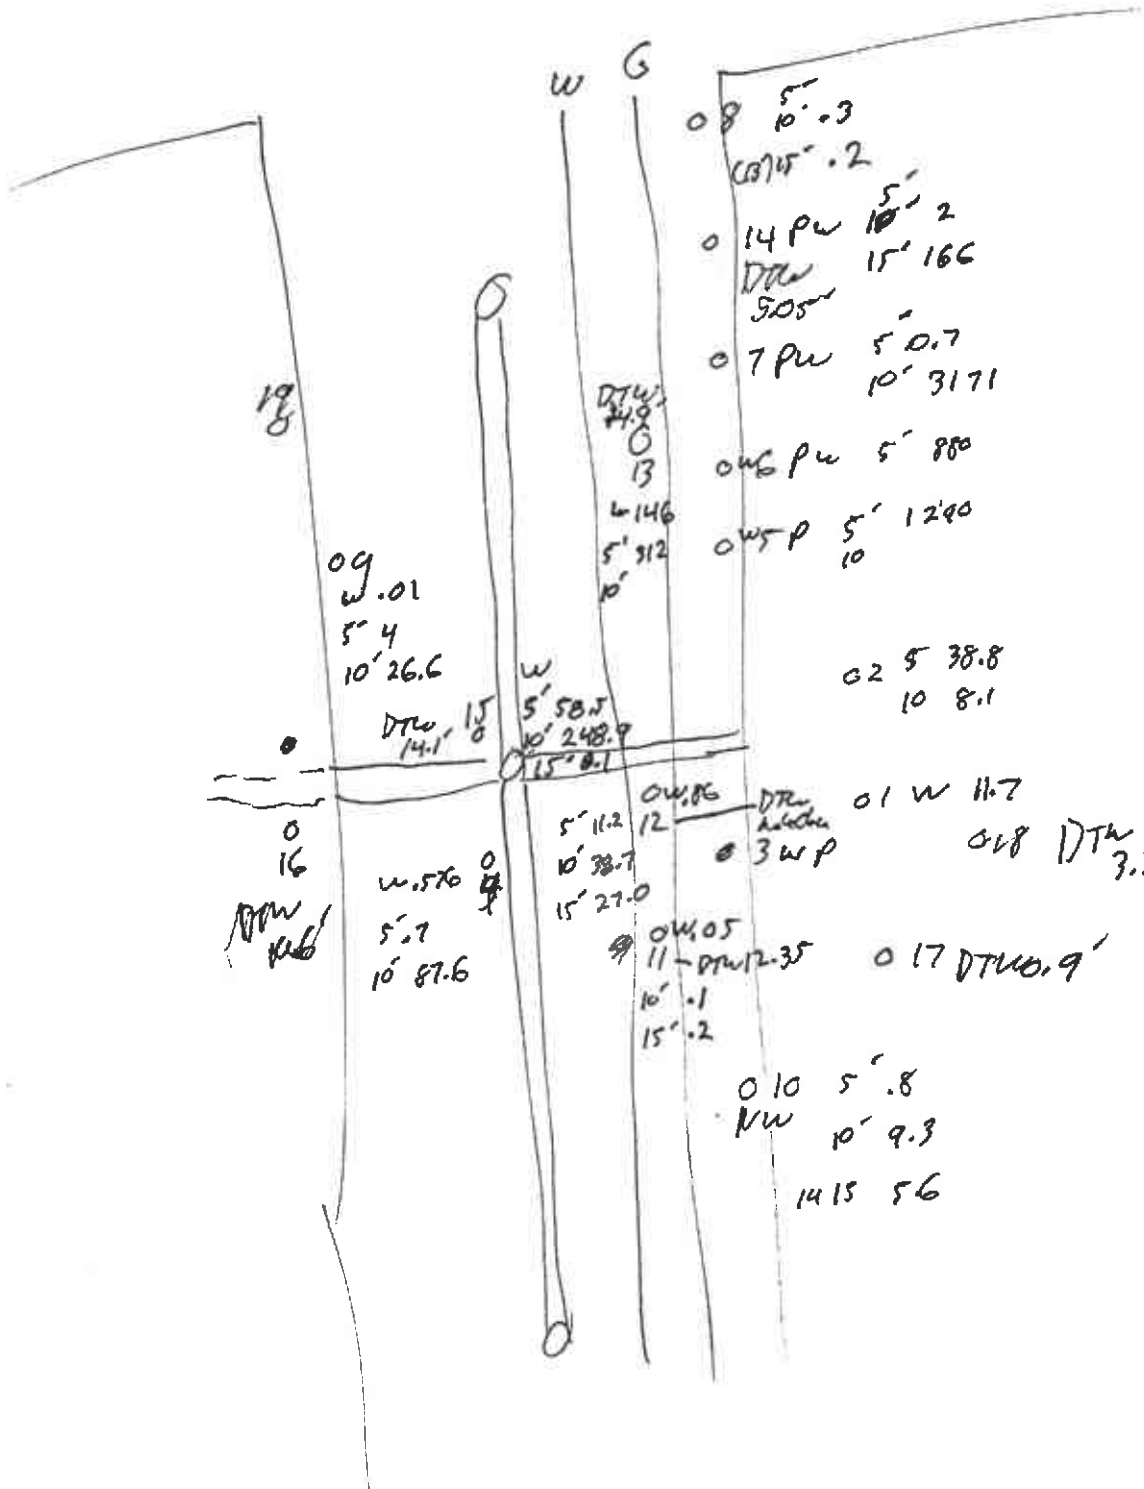 W G
O 8 5'
10' .3
15' .2
O 14 PW 5'
10' 2
15' 166
DTW
5.05'
O 7 PW 5' 0.7
10' 3171
19
O
DTW
O
13
W 146
5' 312
10'
O W6 PW 5' 880
O W5 P 5' 1290
10
O 9
W .01
5' 4
10' 26.6
O 2 5' 38.8
10 8.1
DTW 15
14.1' O
W
5' 58.5
10' 248.9
15' 0.1
O
16
O W.86
12
5' 11.2
10' 38.7
15' 27.0
DTW
O 1 W 11.7
3 W P
O 18 DTW
W.576 O
5' .7
10' 87.6
O W.05
11 - DTW 12.35
10' .1
15' .2
O 17 DTW 0.9'
O 10 5' .8
NW 10' 9.3
14 15 5.6